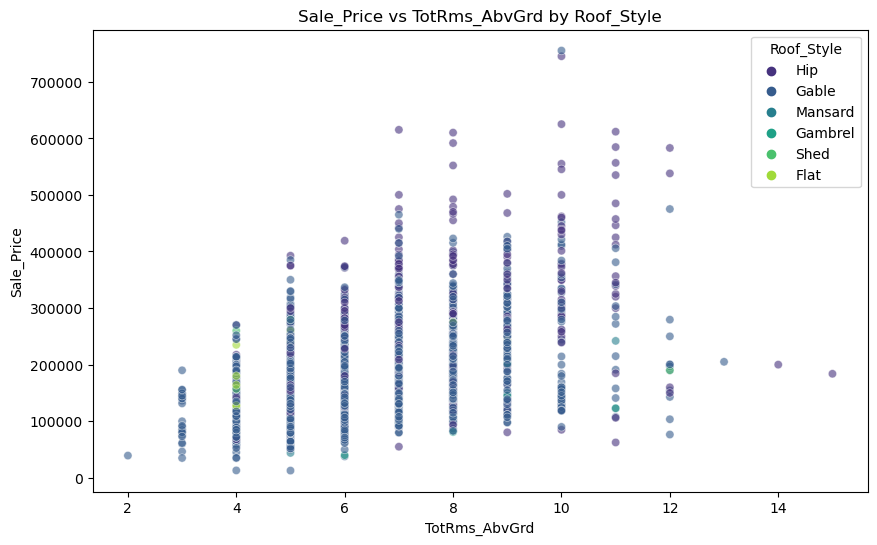 Sale_Price vs TotRms_AbvGrd by Roof_Style
Roof_Style
Hip
Gable
Mansard
Gambrel
Shed
Flat
700000
600000
500000
400000
300000
200000
100000
0
Sale_Price
2 4 6 8 10 12 14
TotRms_AbvGrd